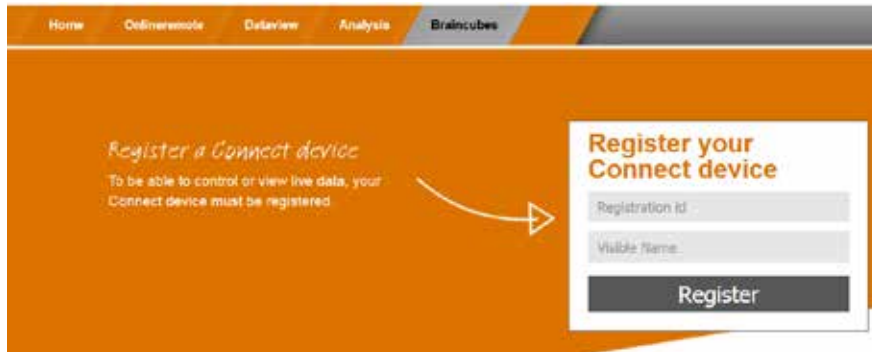 Home Onlineremote Dataview Analysis Braincubes
Register a Connect device
To be able to control or view live data, your
Connect device must be registered
Register your
Connect device
Registration id
Visible Name
Register